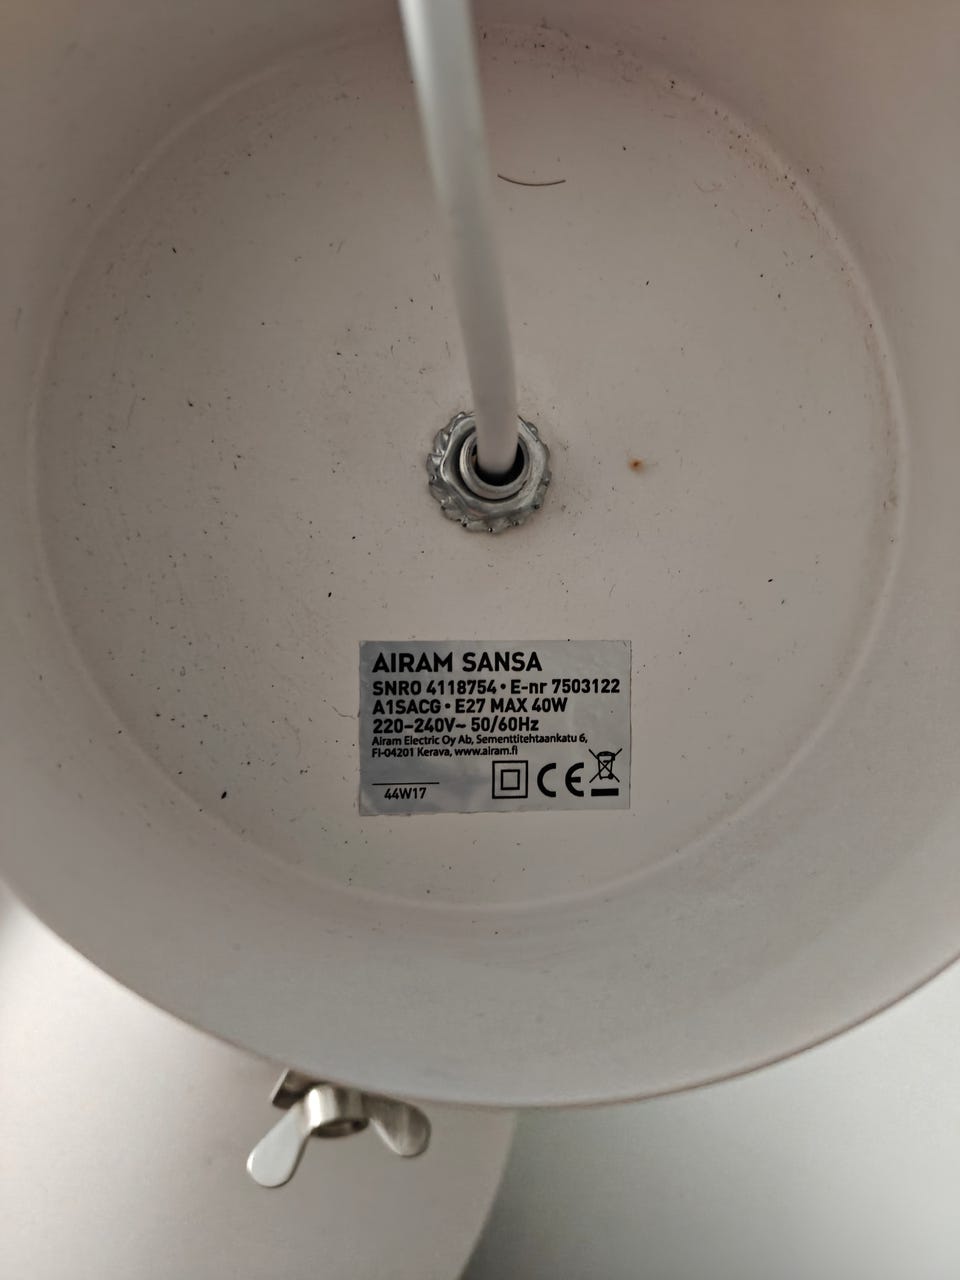 AIRAM SANSA
SNRO 4118754 • E-nr 7503122
A1SACG • E27 MAX 40W
220–240V~ 50/60Hz
Airam Electric Oy Ab, Sementtitehtaankatu 6,
FI-04201 Kerava, www.airam.fi
44W17
CE